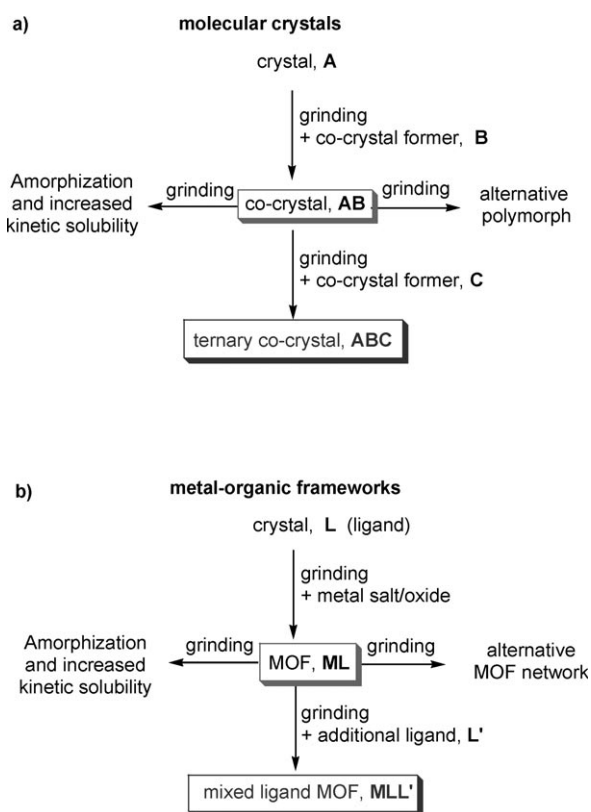 a)
molecular crystals
crystal, A
grinding
+ co-crystal former, B
Amorphization
and increased
kinetic solubility
grinding
co-crystal, AB
grinding
alternative
polymorph
grinding
+ co-crystal former, C
ternary co-crystal, ABC
b)
metal-organic frameworks
crystal, L (ligand)
grinding
+ metal salt/oxide
Amorphization
and increased
kinetic solubility
grinding
MOF, ML
grinding
alternative
MOF network
grinding
+ additional ligand, L'
mixed ligand MOF, MLL'